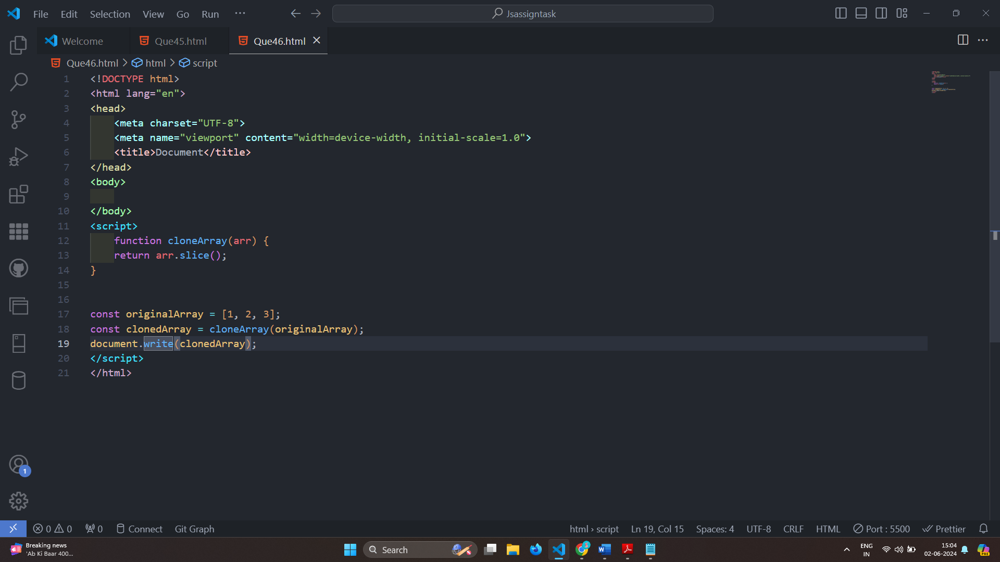 File Edit Selection View Go Run ··· Jsassigntask
Welcome Que45.html Que46.html
Que46.html > html > script
1 <!DOCTYPE html>
2 <html lang="en">
3 <head>
4 <meta charset="UTF-8">
5 <meta name="viewport" content="width=device-width, initial-scale=1.0">
6 <title>Document</title>
7 </head>
8 <body>
9
10 </body>
11 <script>
12 function cloneArray(arr) {
13 return arr.slice();
14 }
15
16
17 const originalArray = [1, 2, 3];
18 const clonedArray = cloneArray(originalArray);
19 document.write(clonedArray);
20 </script>
21 </html>
1
0 0 0 Connect Git Graph html › script Ln 19, Col 15 Spaces: 4 UTF-8 CRLF HTML Port : 5500 Prettier
Breaking news
'Ab Ki Baar 400...
Search
ENG
IN
15:04
02-06-2024
PRE